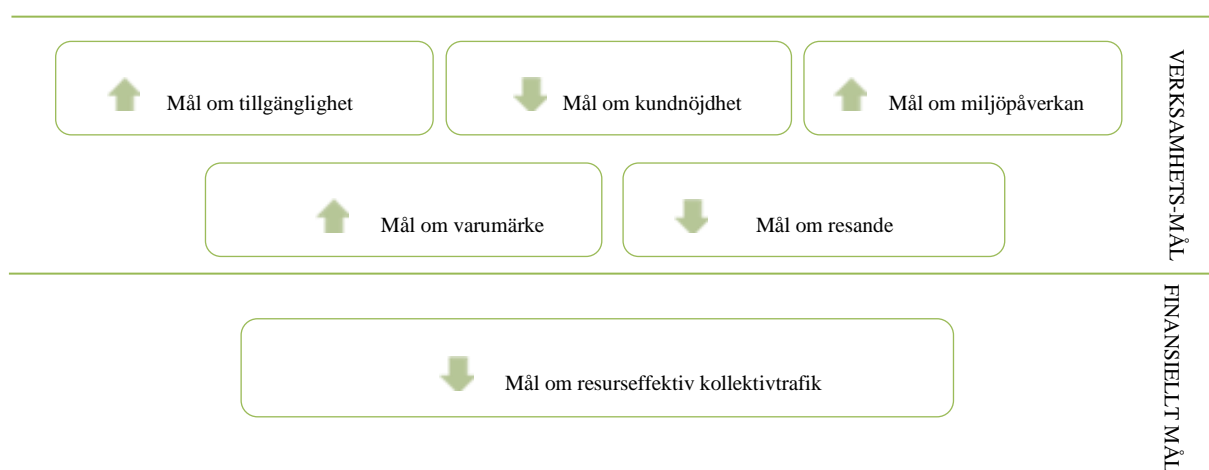 Mål om tillgänglighet
Mål om kundnöjdhet
Mål om miljöpåverkan
Mål om varumärke
Mål om resande
VERKSAMHETS-MÅL
Mål om resurseffektiv kollektivtrafik
FINANSIELLT MÅL